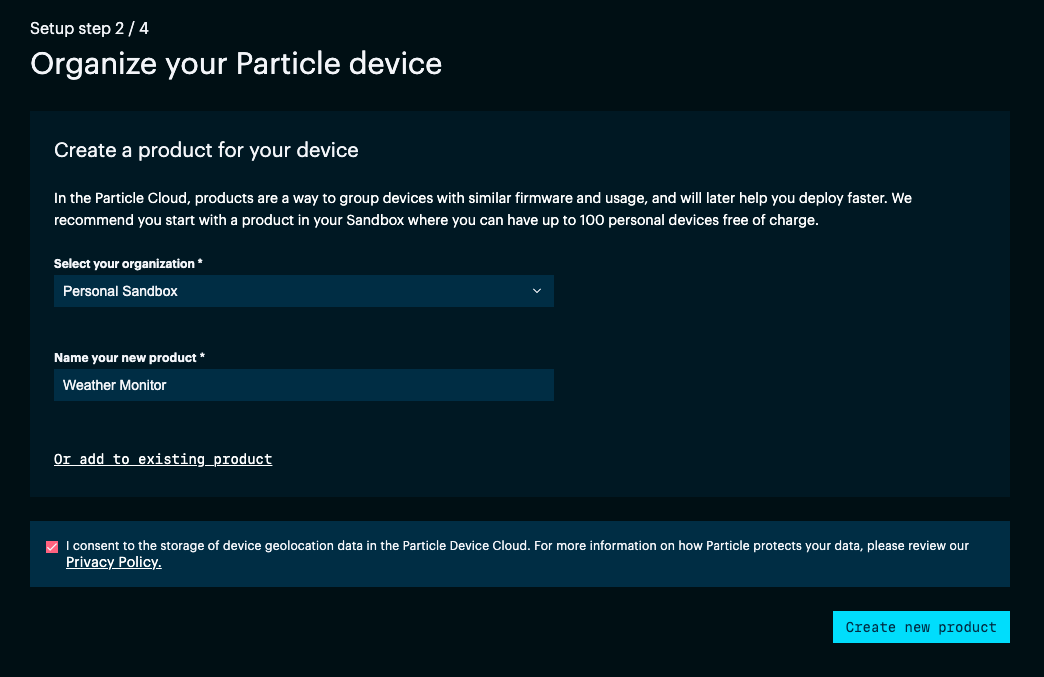 Setup step 2 / 4
Organize your Particle device
Create a product for your device
In the Particle Cloud, products are a way to group devices with similar firmware and usage, and will later help you deploy faster. We
recommend you start with a product in your Sandbox where you can have up to 100 personal devices free of charge.
Select your organization *
Personal Sandbox
Name your new product *
Weather Monitor
Or add to existing product
I consent to the storage of device geolocation data in the Particle Device Cloud. For more information on how Particle protects your data, please review our
Privacy Policy.
Create new product